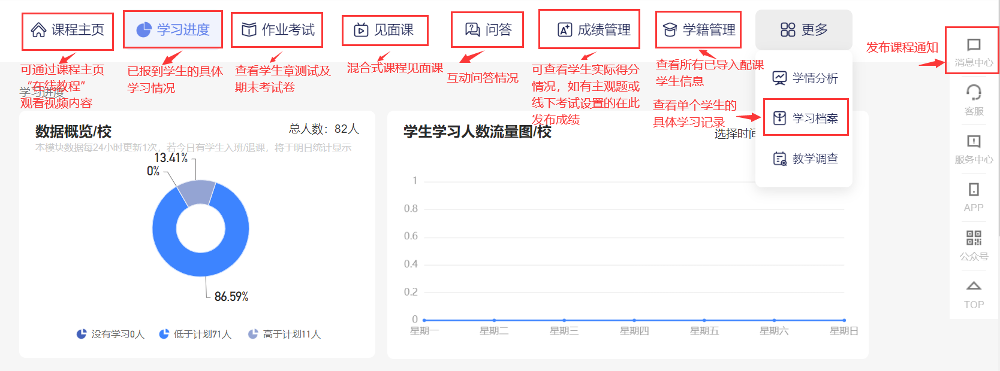 课程主页
学习进度
作业考试
见面课
问答
成绩管理
学籍管理
更多
可通过课程主页
“在线教程”
观看视频内容
已报到学生的具体
学习情况
查看学生章测试及
期末考试卷
混合式课程见面课
互动问答情况
可查看学生实际得分
情况，如有主观题或
线下考试设置的在此
发布成绩
查看所有已导入配课
学生信息
查看单个学生的
具体学习记录
发布课程通知
学情分析
学习档案
教学调查
消息中心
客服
服务中心
APP
公众号
TOP
学习进度
数据概览/校
总人数：82人
本模块数据每24小时更新1次，若今日有学生入班/退课，将于明日统计显示
13.41%
0%
86.59%
没有学习0人
低于计划71人
高于计划11人
学生学习人数流量图/校
选择时间
1
0.8
0.6
0.4
0.2
0
星期一
星期二
星期三
星期四
星期五
星期六
星期日